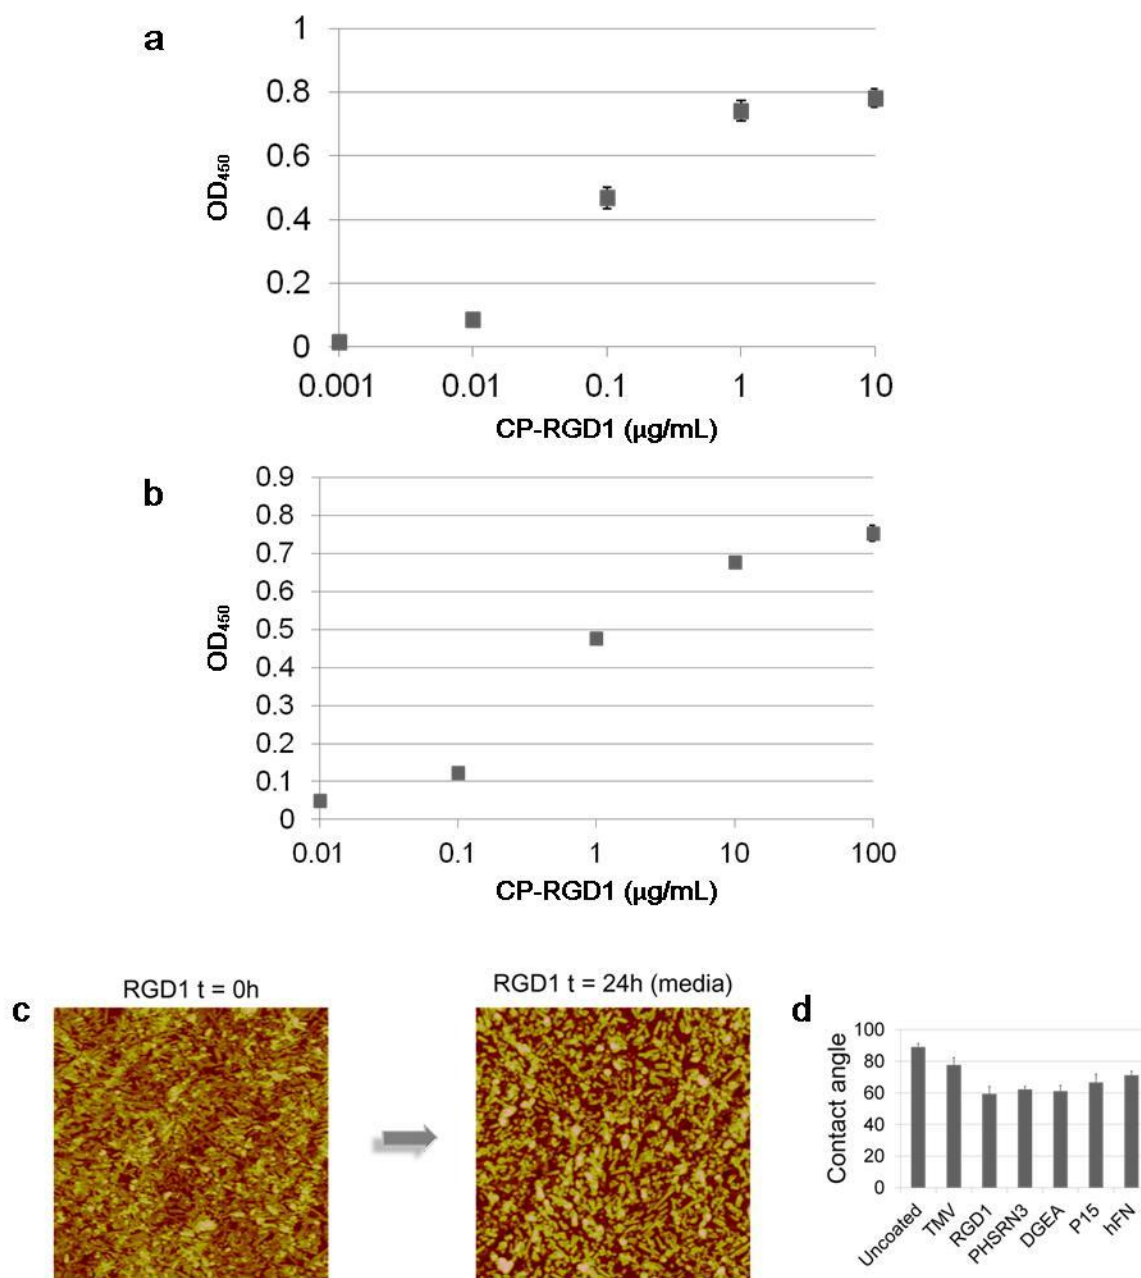 a
1
0.8
0.6
0.4
0.2
0
OD450
0.001 0.01 0.1 1 10
CP-RGD1 (µg/mL)
b
0.9
0.8
0.7
0.6
0.5
0.4
0.3
0.2
0.1
0
OD450
0.01 0.1 1 10 100
CP-RGD1 (µg/mL)
c
RGD1 t = 0h
RGD1 t = 24h (media)
d
100
80
60
40
20
0
Contact angle
Uncoated
TMV
RGD1
PHSRN3
DGEA
P15
hFN